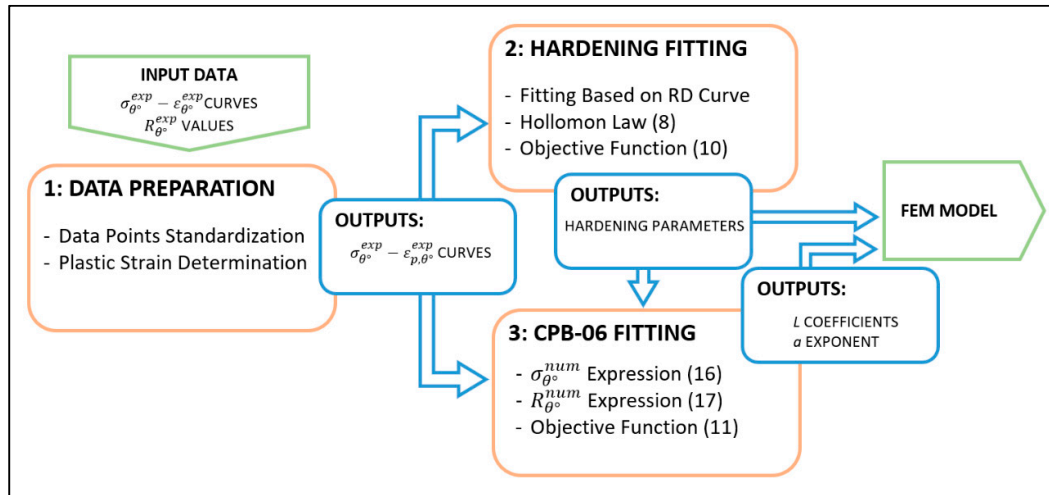 INPUT DATA
σ_θ°^exp − ε_θ°^exp CURVES
R_θ°^exp VALUES
1: DATA PREPARATION
- Data Points Standardization
- Plastic Strain Determination
OUTPUTS:
σ_θ°^exp − ε_p,θ°^exp CURVES
2: HARDENING FITTING
- Fitting Based on RD Curve
- Hollomon Law (8)
- Objective Function (10)
OUTPUTS:
HARDENING PARAMETERS
3: CPB-06 FITTING
- σ_θ°^num Expression (16)
- R_θ°^num Expression (17)
- Objective Function (11)
OUTPUTS:
L COEFFICIENTS
a EXPONENT
FEM MODEL